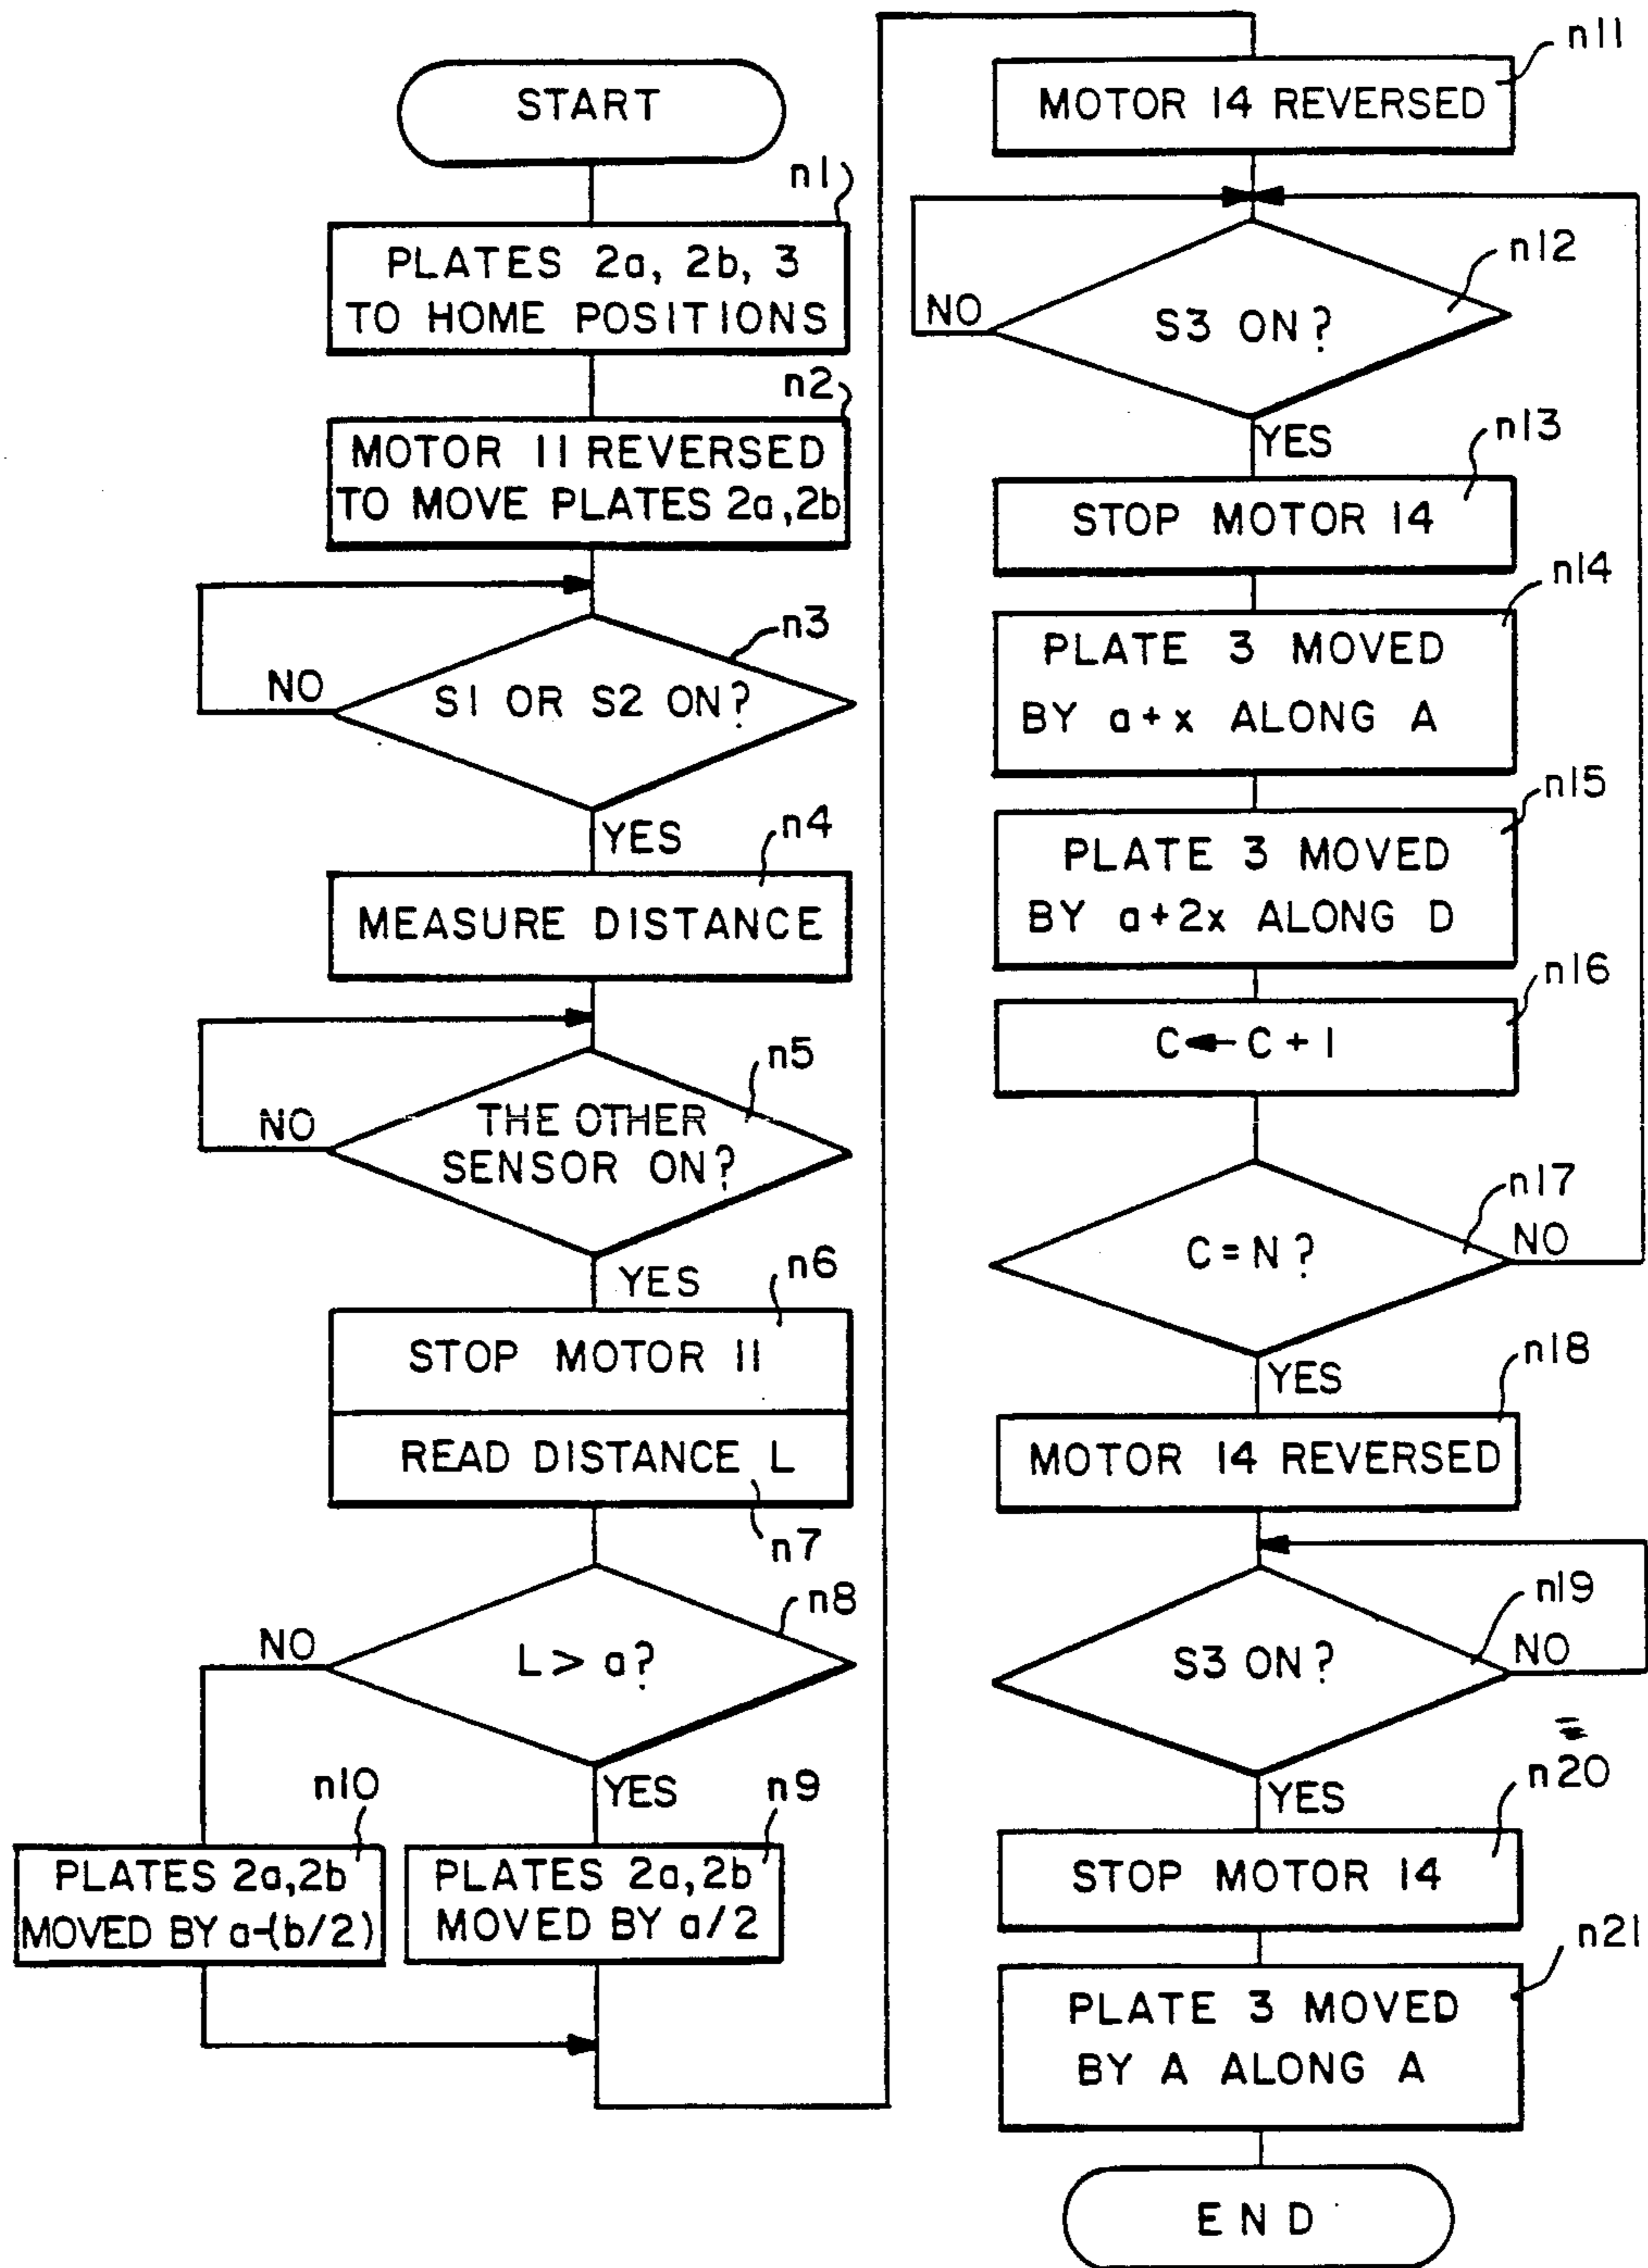 START
n1
PLATES 2a, 2b, 3
TO HOME POSITIONS
n2
MOTOR 11 REVERSED
TO MOVE PLATES 2a,2b
n3
NO
S1 OR S2 ON?
YES
n4
MEASURE DISTANCE
n5
NO
THE OTHER
SENSOR ON?
YES
n6
STOP MOTOR 11
READ DISTANCE L
n7
n8
NO
L > a?
YES
n10
PLATES 2a,2b
MOVED BY a-(b/2)
n9
PLATES 2a,2b
MOVED BY a/2
n11
MOTOR 14 REVERSED
n12
NO
S3 ON?
YES
n13
STOP MOTOR 14
n14
PLATE 3 MOVED
BY a+x ALONG A
n15
PLATE 3 MOVED
BY a+2x ALONG D
n16
C ← C + 1
n17
C = N ?
NO
YES
n18
MOTOR 14 REVERSED
n19
S3 ON?
NO
YES
n20
STOP MOTOR 14
n21
PLATE 3 MOVED
BY A ALONG A
END